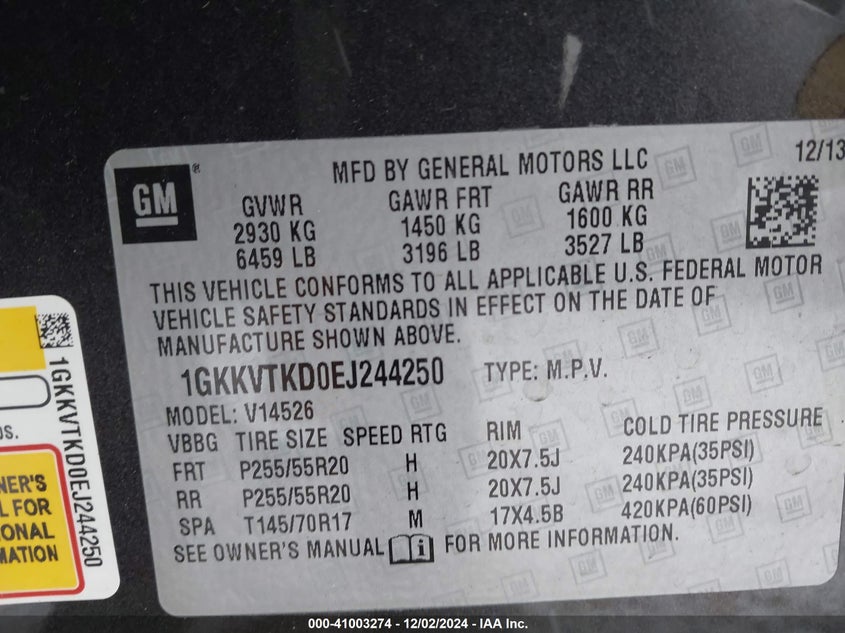 GM
®
MFD BY GENERAL MOTORS LLC
12/13
GVWR GAWR FRT GAWR RR
2930 KG 1450 KG 1600 KG
6459 LB 3196 LB 3527 LB
THIS VEHICLE CONFORMS TO ALL APPLICABLE U.S. FEDERAL MOTOR
VEHICLE SAFETY STANDARDS IN EFFECT ON THE DATE OF
MANUFACTURE SHOWN ABOVE.
1GKKVTKD0EJ244250 TYPE: M.P.V.
MODEL: V14526
VBBG TIRE SIZE SPEED RTG RIM COLD TIRE PRESSURE
FRT P255/55R20 H 20X7.5J 240KPA(35PSI)
RR P255/55R20 H 20X7.5J 240KPA(35PSI)
SPA T145/70R17 M 17X4.5B 420KPA(60PSI)
SEE OWNER'S MANUAL i FOR MORE INFORMATION.
1GKKVTKD0EJ244250
OS.
NER'S
L FOR
IONAL
MATION
000-41003274 - 12/02/2024 - IAA Inc.